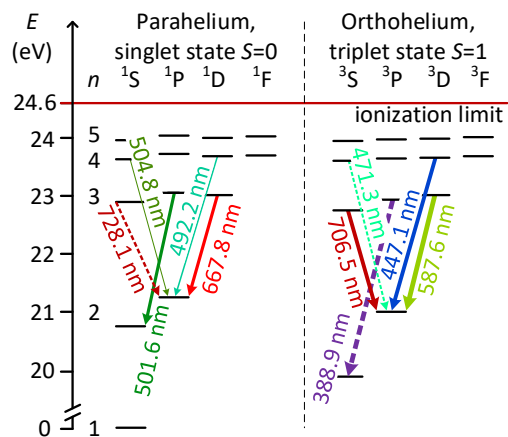 E
(eV)
Parahelium,
singlet state S=0
Orthohelium,
triplet state S=1
n
¹S
¹P
¹D
¹F
³S
³P
³D
³F
24.6
ionization limit
24
23
22
21
20
0
5
4
3
2
1
504.8 nm
728.1 nm
492.2 nm
667.8 nm
501.6 nm
471.3 nm
706.5 nm
447.1 nm
587.6 nm
388.9 nm